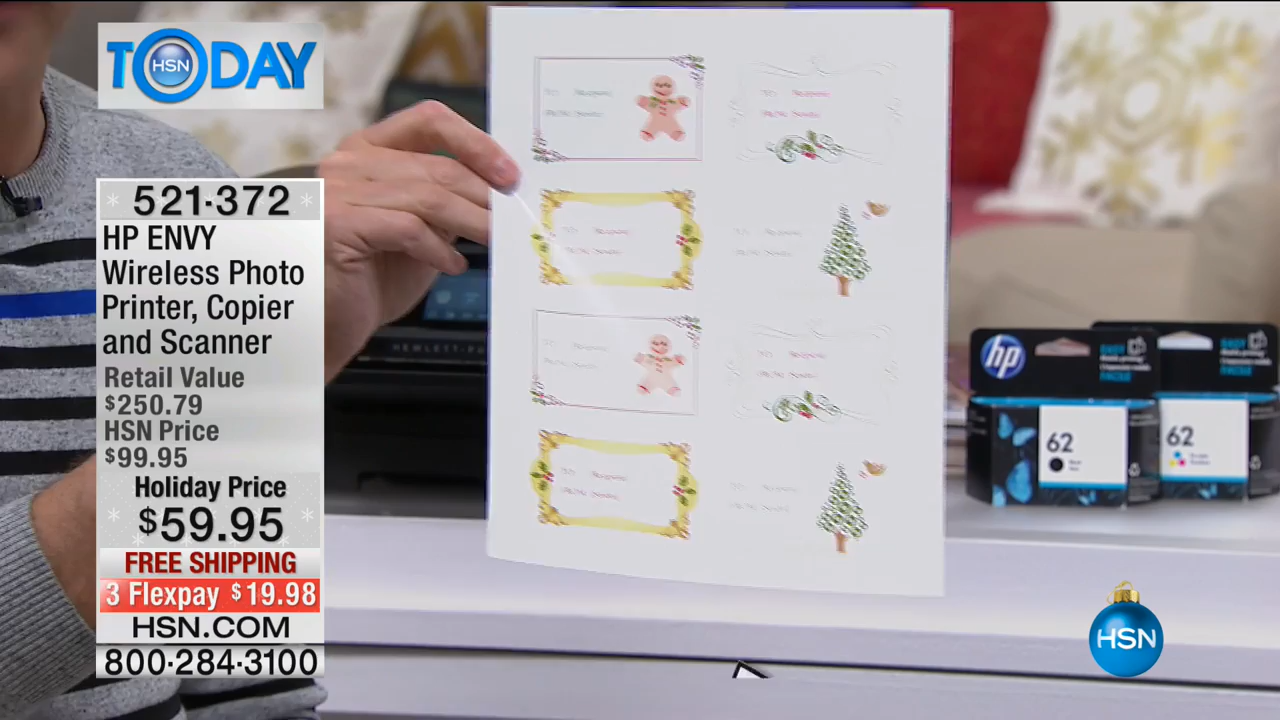 TODAY
HSN
521-372
HP ENVY
Wireless Photo
Printer, Copier
and Scanner
Retail Value
$250.79
HSN Price
$99.95
Holiday Price
$59.95
FREE SHIPPING
3 Flexpay $19.98
HSN.COM
800-284-3100
HEWLETT-P
hp
62
62
HSN